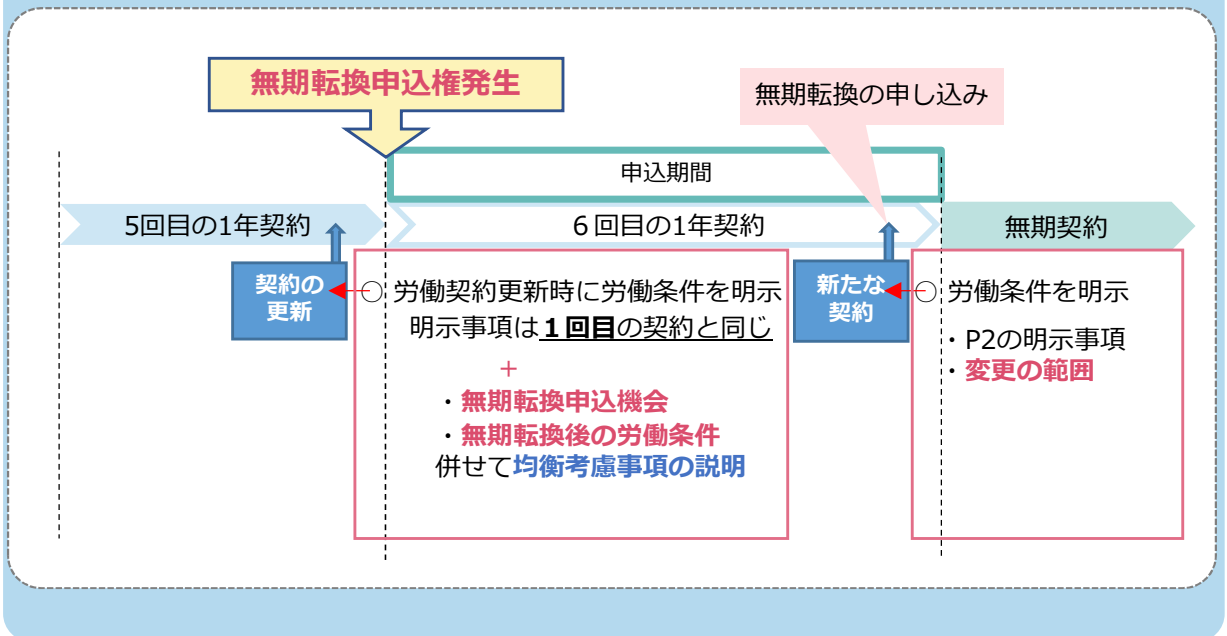 無期転換申込権発生
無期転換の申し込み
申込期間
5回目の1年契約
６回目の1年契約
無期契約
契約の
更新
○ 労働契約更新時に労働条件を明示
明示事項は１回目の契約と同じ
＋
・無期転換申込機会
・無期転換後の労働条件
併せて均衡考慮事項の説明
新たな
契約
○ 労働条件を明示
・P2の明示事項
・変更の範囲